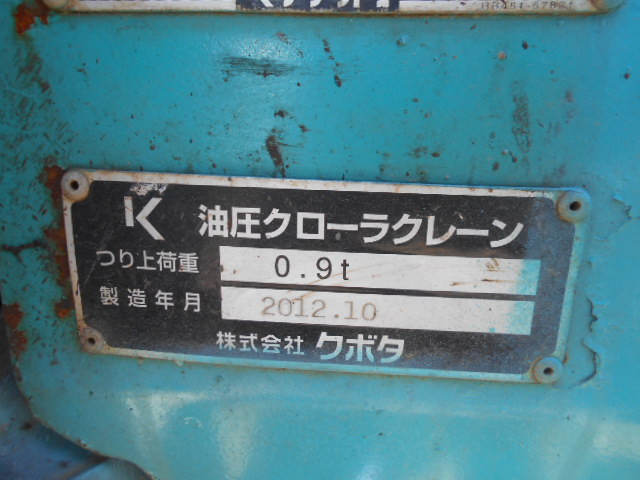 K 油圧クローラクレーン
つり上荷重 0.9t
製造年月 2012.10
株式会社 クボタ